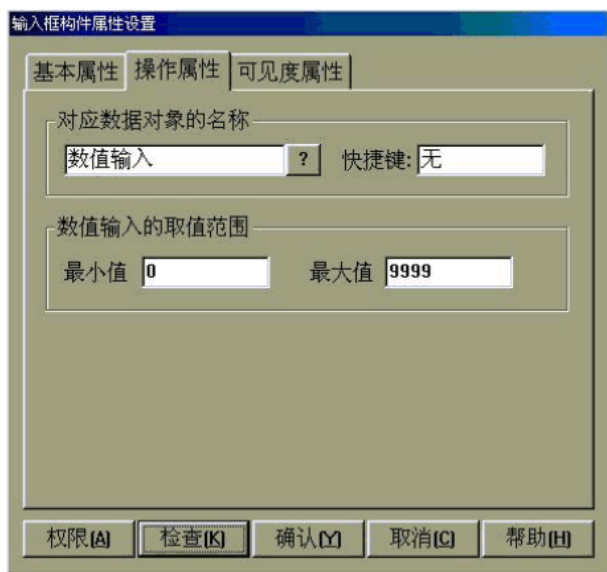 输入框构件属性设置
基本属性 操作属性 可见度属性
对应数据对象的名称
数值输入 ? 快捷键: 无
数值输入的取值范围
最小值 0 最大值 9999
权限(A) 检查(K) 确认(Y) 取消(C) 帮助(H)